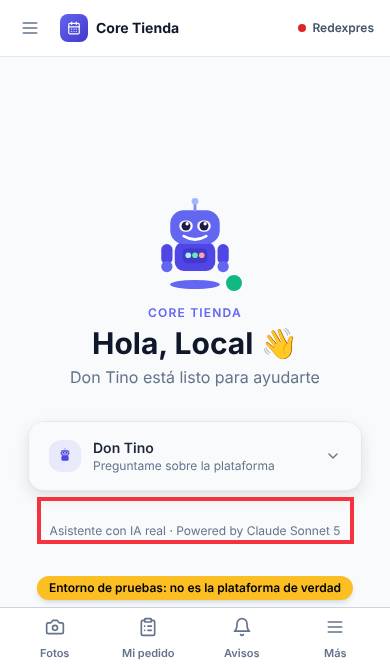 Core Tienda
Redexpres
CORE TIENDA
Hola, Local 👋
Don Tino está listo para ayudarte
Don Tino
Preguntame sobre la plataforma
Asistente con IA real · Powered by Claude Sonnet 5
Entorno de pruebas: no es la plataforma de verdad
Fotos
Mi pedido
Avisos
Más